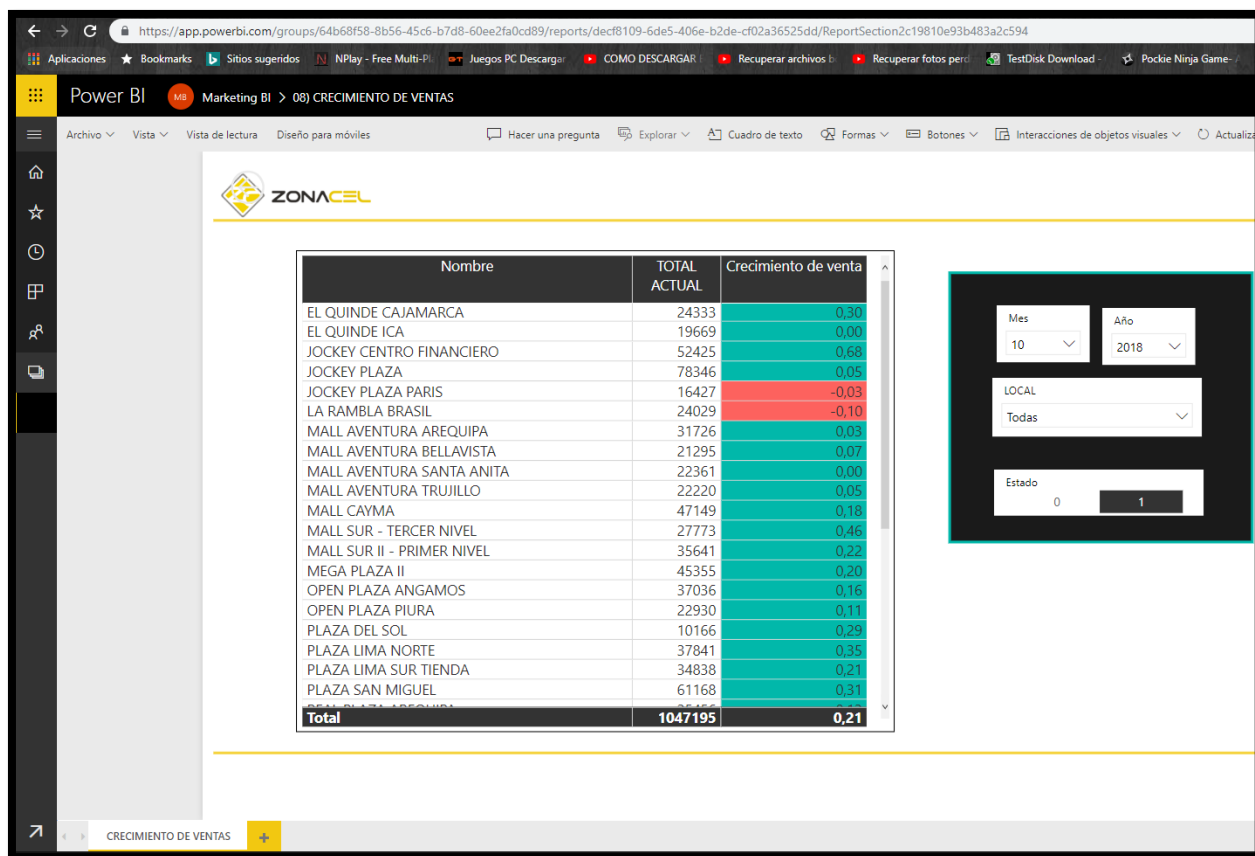 https://app.powerbi.com/groups/64b68f58-8b56-45c6-b7d8-60ee2fa0cd89/reports/decf8109-6de5-406e-b2de-cf02a36525dd/ReportSection2c19810e93b483a2c594
Aplicaciones Bookmarks Sitios sugeridos NPlay - Free Multi-Pl Juegos PC Descargar COMO DESCARGAR Recuperar archivos b Recuperar fotos perd TestDisk Download - Pockie Ninja Game-
Power BI MB Marketing BI > 08) CRECIMIENTO DE VENTAS
Archivo Vista Vista de lectura Diseño para móviles Hacer una pregunta Explorar Cuadro de texto Formas Botones Interacciones de objetos visuales Actualiza
ZONACEL
Nombre TOTAL ACTUAL Crecimiento de venta
EL QUINDE CAJAMARCA 24333 0,30
EL QUINDE ICA 19669 0,00
JOCKEY CENTRO FINANCIERO 52425 0,68
JOCKEY PLAZA 78346 0,05
JOCKEY PLAZA PARIS 16427 -0,03
LA RAMBLA BRASIL 24029 -0,10
MALL AVENTURA AREQUIPA 31726 0,03
MALL AVENTURA BELLAVISTA 21295 0,07
MALL AVENTURA SANTA ANITA 22361 0,00
MALL AVENTURA TRUJILLO 22220 0,05
MALL CAYMA 47149 0,18
MALL SUR - TERCER NIVEL 27773 0,46
MALL SUR II - PRIMER NIVEL 35641 0,22
MEGA PLAZA II 45355 0,20
OPEN PLAZA ANGAMOS 37036 0,16
OPEN PLAZA PIURA 22930 0,11
PLAZA DEL SOL 10166 0,29
PLAZA LIMA NORTE 37841 0,35
PLAZA LIMA SUR TIENDA 34838 0,21
PLAZA SAN MIGUEL 61168 0,31
Total 1047195 0,21
Mes
10
Año
2018
LOCAL
Todas
Estado
0 1
CRECIMIENTO DE VENTAS +